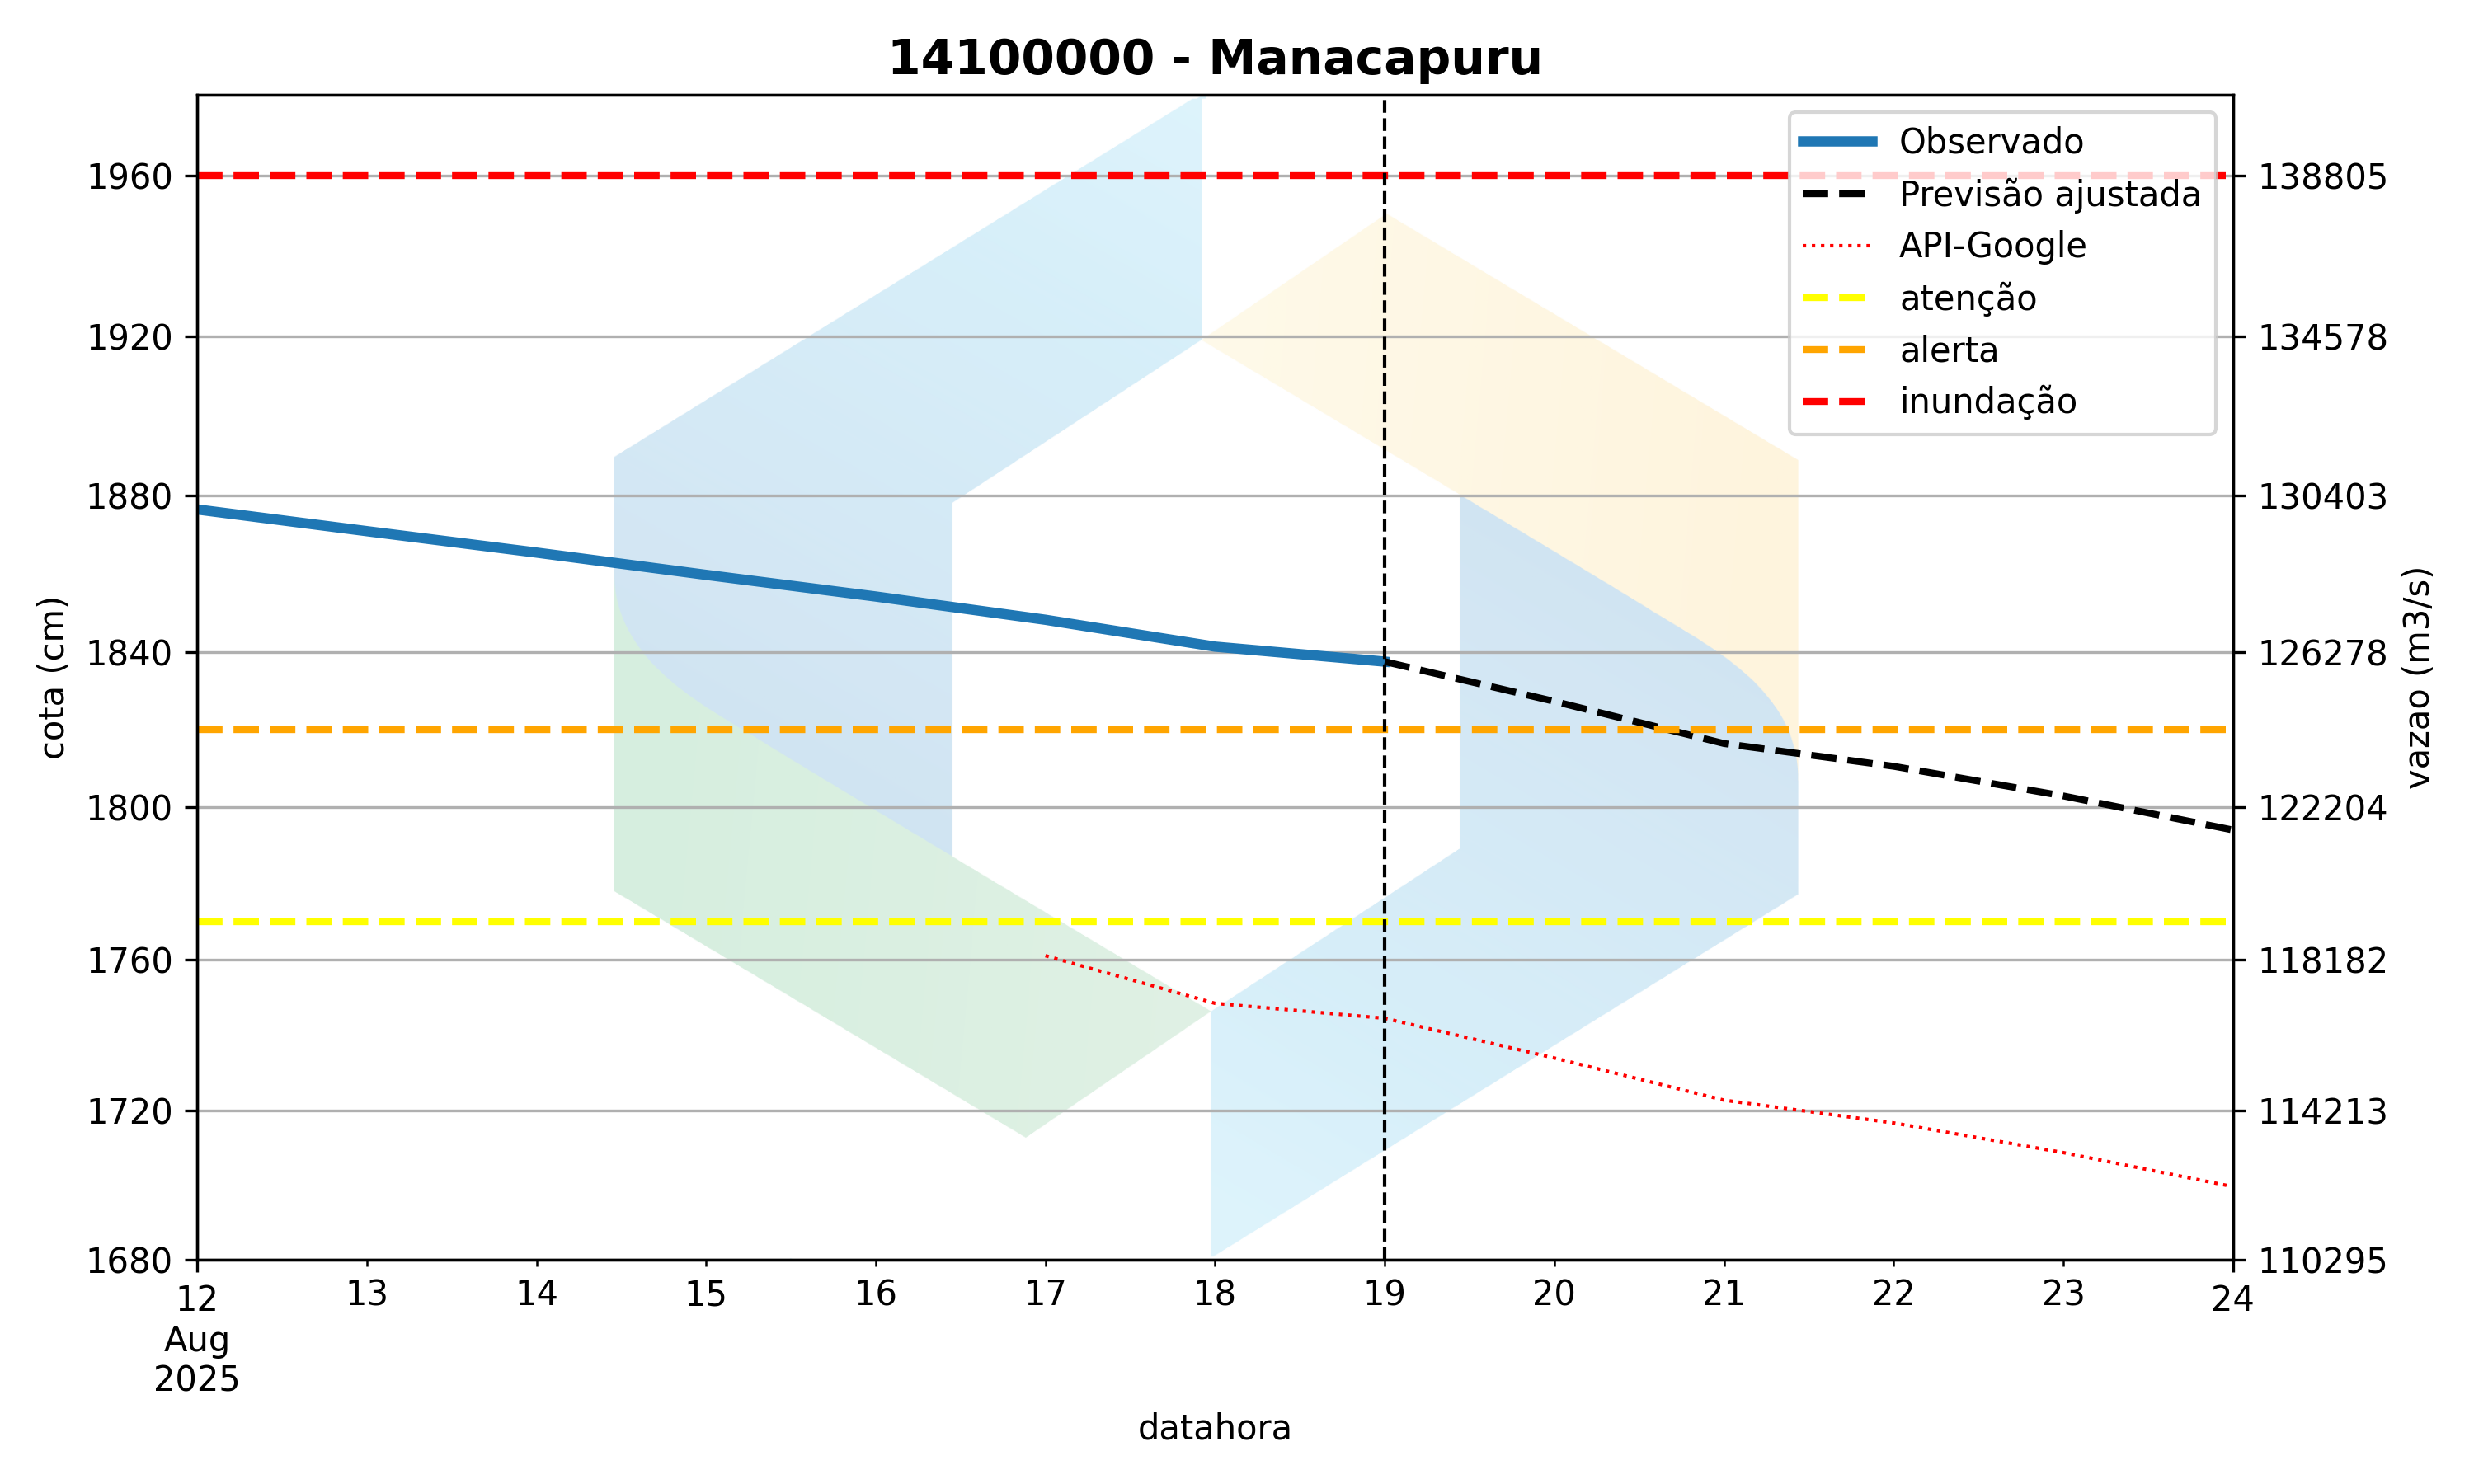 14100000 - Manacapuru
cota (cm)
1960
1920
1880
1840
1800
1760
1720
1680
138805
134578
130403
126278
122204
118182
114213
110295
vazao (m3/s)
Observado
Previsão ajustada
API-Google
atenção
alerta
inundação
12 13 14 15 16 17 18 19 20 21 22 23 24
Aug
2025
datahora